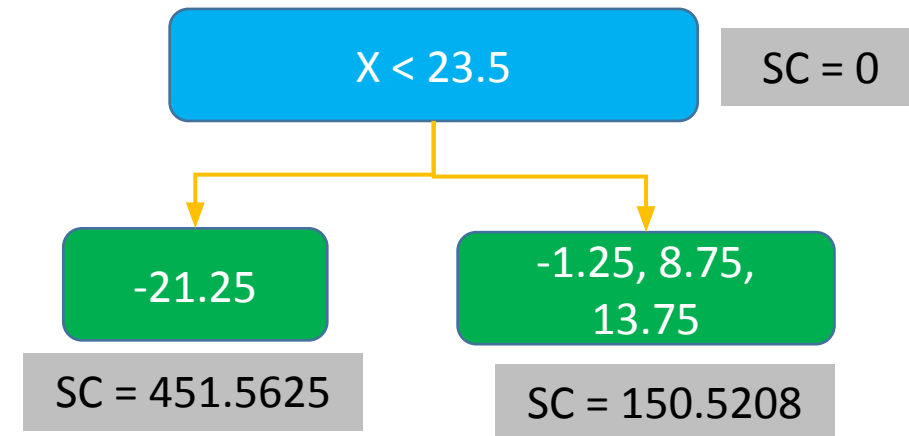 X < 23.5
SC = 0
-21.25
-1.25, 8.75,
13.75
SC = 451.5625
SC = 150.5208